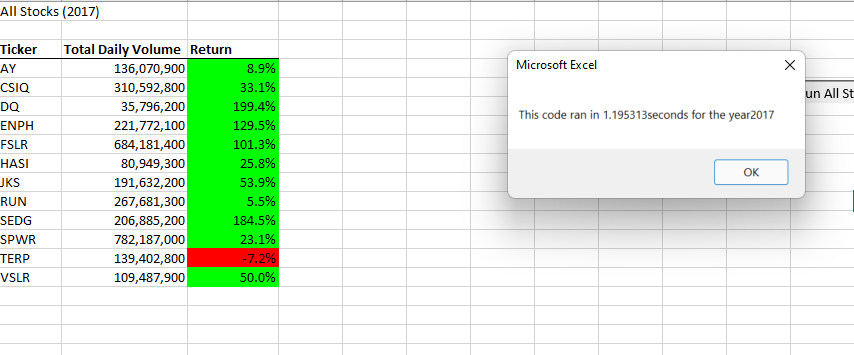 All Stocks (2017)
Ticker Total Daily Volume Return
AY 136,070,900 8.9%
CSIQ 310,592,800 33.1%
DQ 35,796,200 199.4%
ENPH 221,772,100 129.5%
FSLR 684,181,400 101.3%
HASI 80,949,300 25.8%
JKS 191,632,200 53.9%
RUN 267,681,300 5.5%
SEDG 206,885,200 184.5%
SPWR 782,187,000 23.1%
TERP 139,402,800 -7.2%
VSLR 109,487,900 50.0%
Microsoft Excel
This code ran in 1.195313seconds for the year2017
OK
un All St